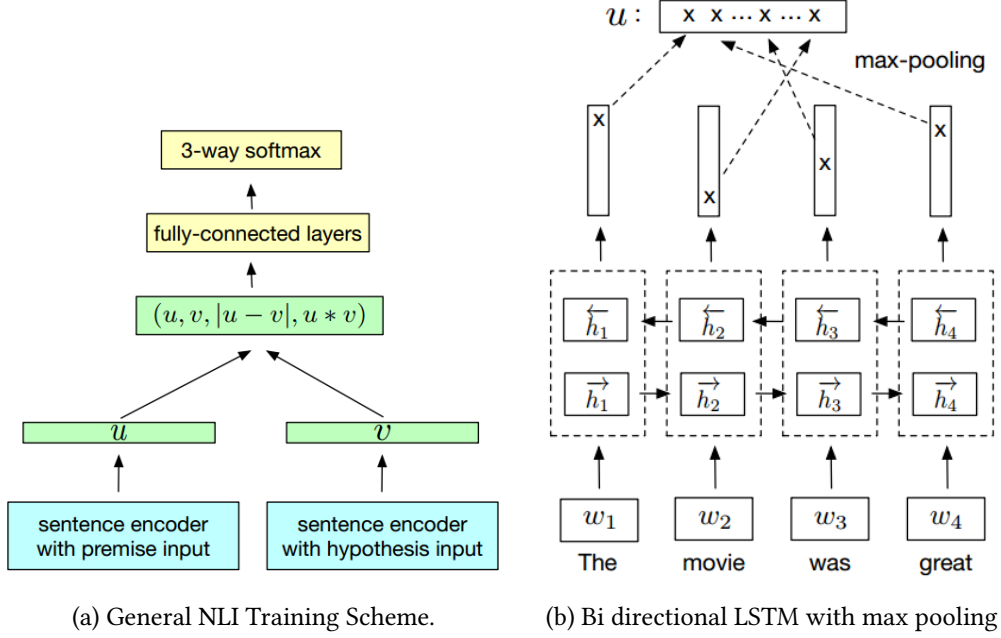 3-way softmax
fully-connected layers
(u, v, |u − v|, u ∗ v)
u
v
sentence encoder
with premise input
sentence encoder
with hypothesis input
(a) General NLI Training Scheme.
u :
x x ... x ... x
max-pooling
x
x
x
x
←h₁ ←h₂ ←h₃ ←h₄
→h₁ →h₂ →h₃ →h₄
w₁ w₂ w₃ w₄
The movie was great
(b) Bi directional LSTM with max pooling